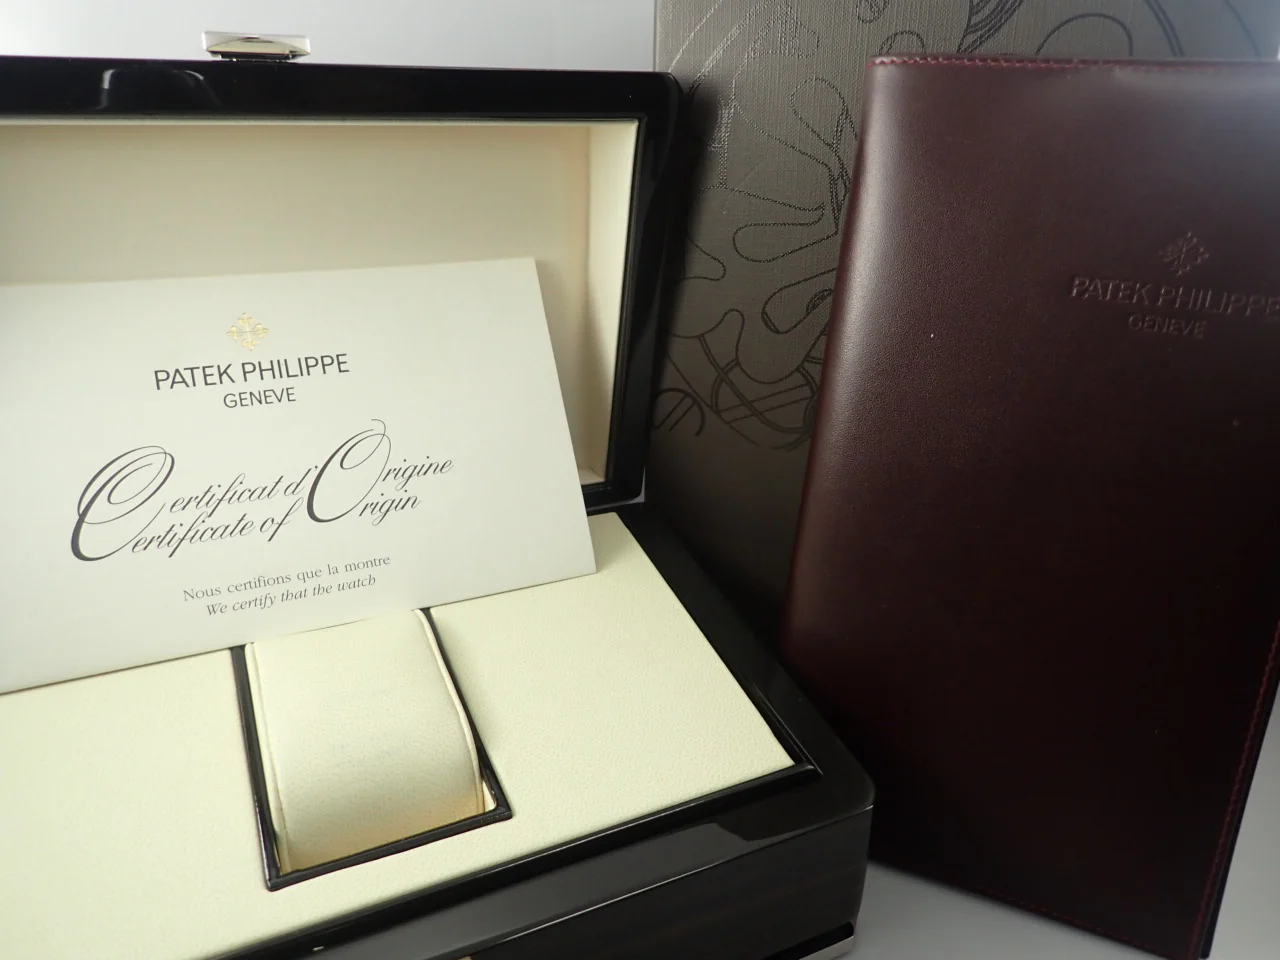 PATEK PHILIPPE
GENEVE
Certificat d'Origine
Certificate of Origin
Nous certifions que la montre
We certify that the watch
PATEK PHILIPPE
GENEVE